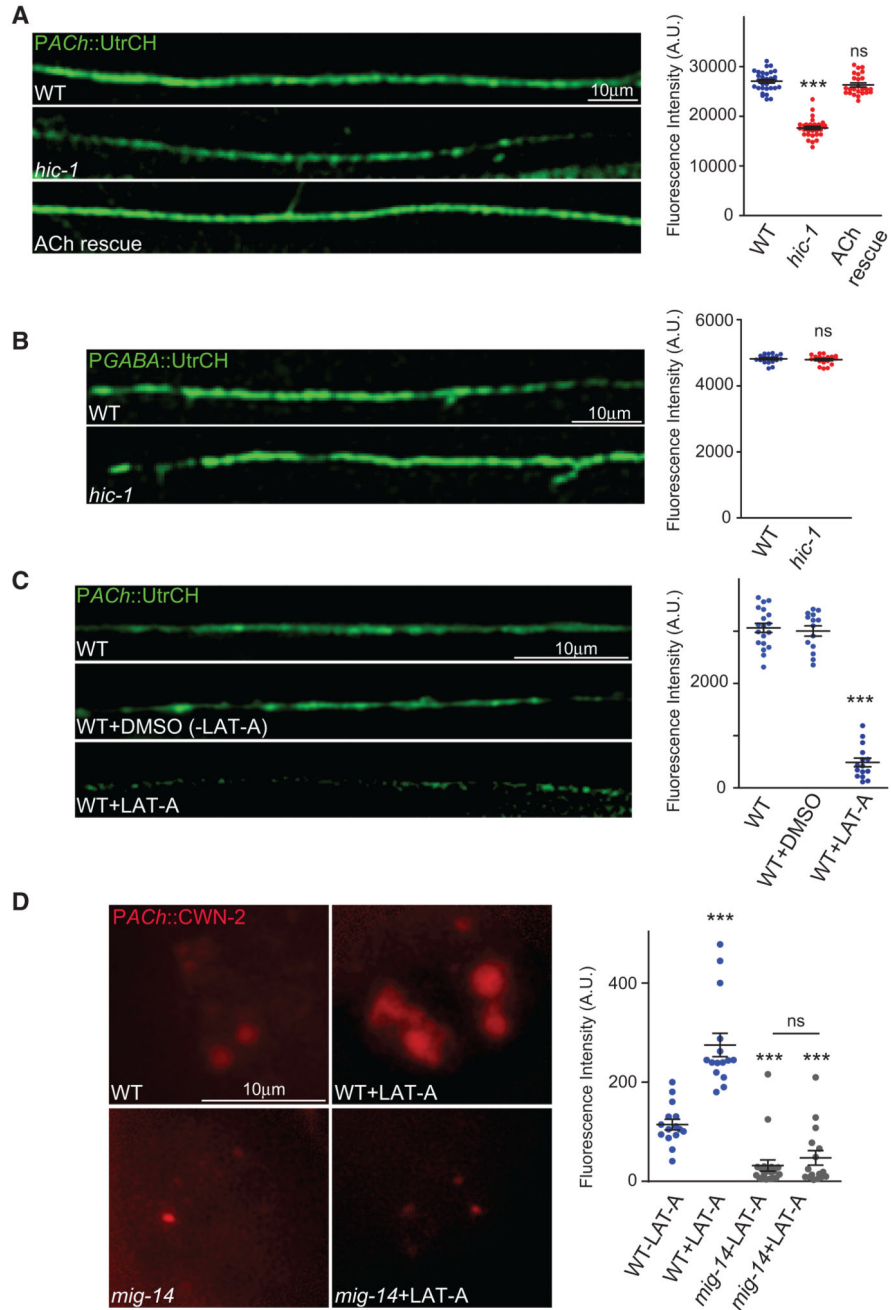 A
PACh::UtrCH
WT
10μm
hic-1
ACh rescue
Fluorescence Intensity (A.U.)
30000
20000
10000
0
***
ns
WT
hic-1
ACh
rescue
B
PGABA::UtrCH
WT
10μm
hic-1
Fluorescence Intensity (A.U.)
6000
4000
2000
0
ns
WT
hic-1
C
PACh::UtrCH
WT
10μm
WT+DMSO (-LAT-A)
WT+LAT-A
Fluorescence Intensity (A.U.)
2000
0
***
WT
WT+DMSO
WT+LAT-A
D
PACh::CWN-2
WT
10μm
WT+LAT-A
mig-14
mig-14+LAT-A
Fluorescence Intensity (A.U.)
400
200
0
***
ns
***
***
WT-LAT-A
WT+LAT-A
mig-14-LAT-A
mig-14+LAT-A